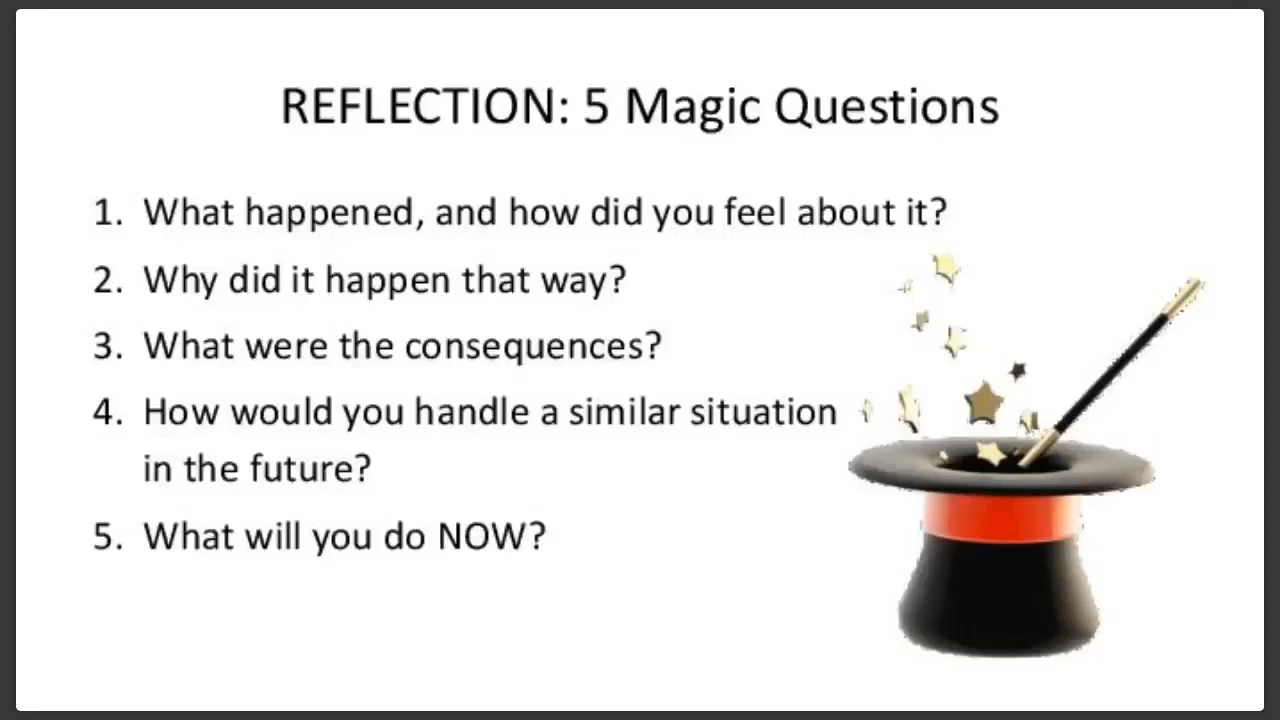 REFLECTION: 5 Magic Questions
1. What happened, and how did you feel about it?
2. Why did it happen that way?
3. What were the consequences?
4. How would you handle a similar situation
in the future?
5. What will you do NOW?